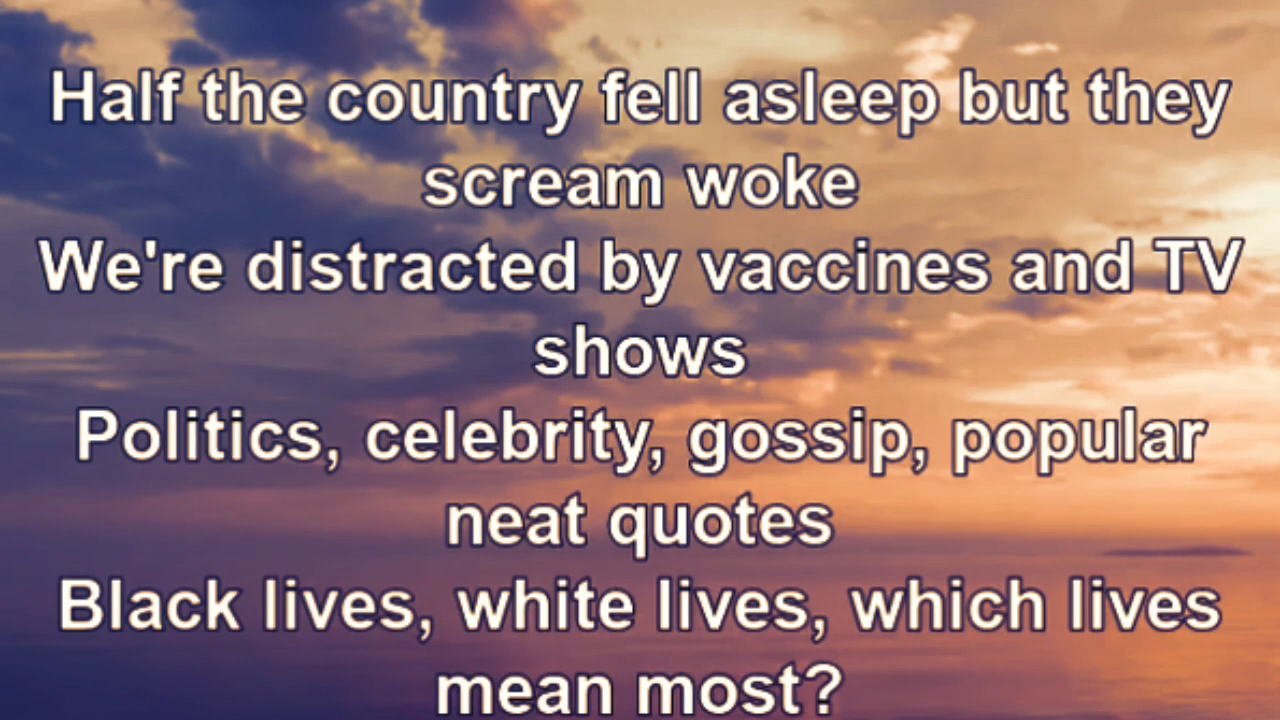 Half the country fell asleep but they
scream woke
We're distracted by vaccines and TV
shows
Politics, celebrity, gossip, popular
neat quotes
Black lives, white lives, which lives
mean most?